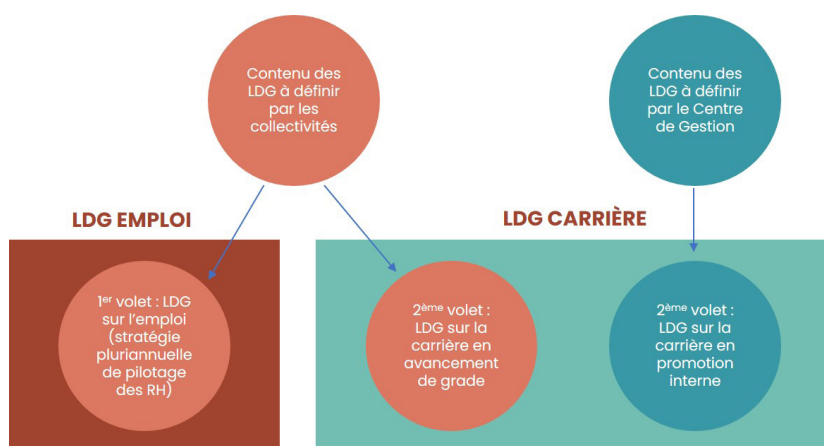 Contenu des
LDG à définir
par les
collectivités
Contenu des
LDG à définir
par le Centre
de Gestion
LDG EMPLOI
LDG CARRIÈRE
1er volet : LDG
sur l'emploi
(stratégie
pluriannuelle
de pilotage
des RH)
2ème volet :
LDG sur la
carrière en
avancement
de grade
2ème volet :
LDG sur la
carrière en
promotion
interne